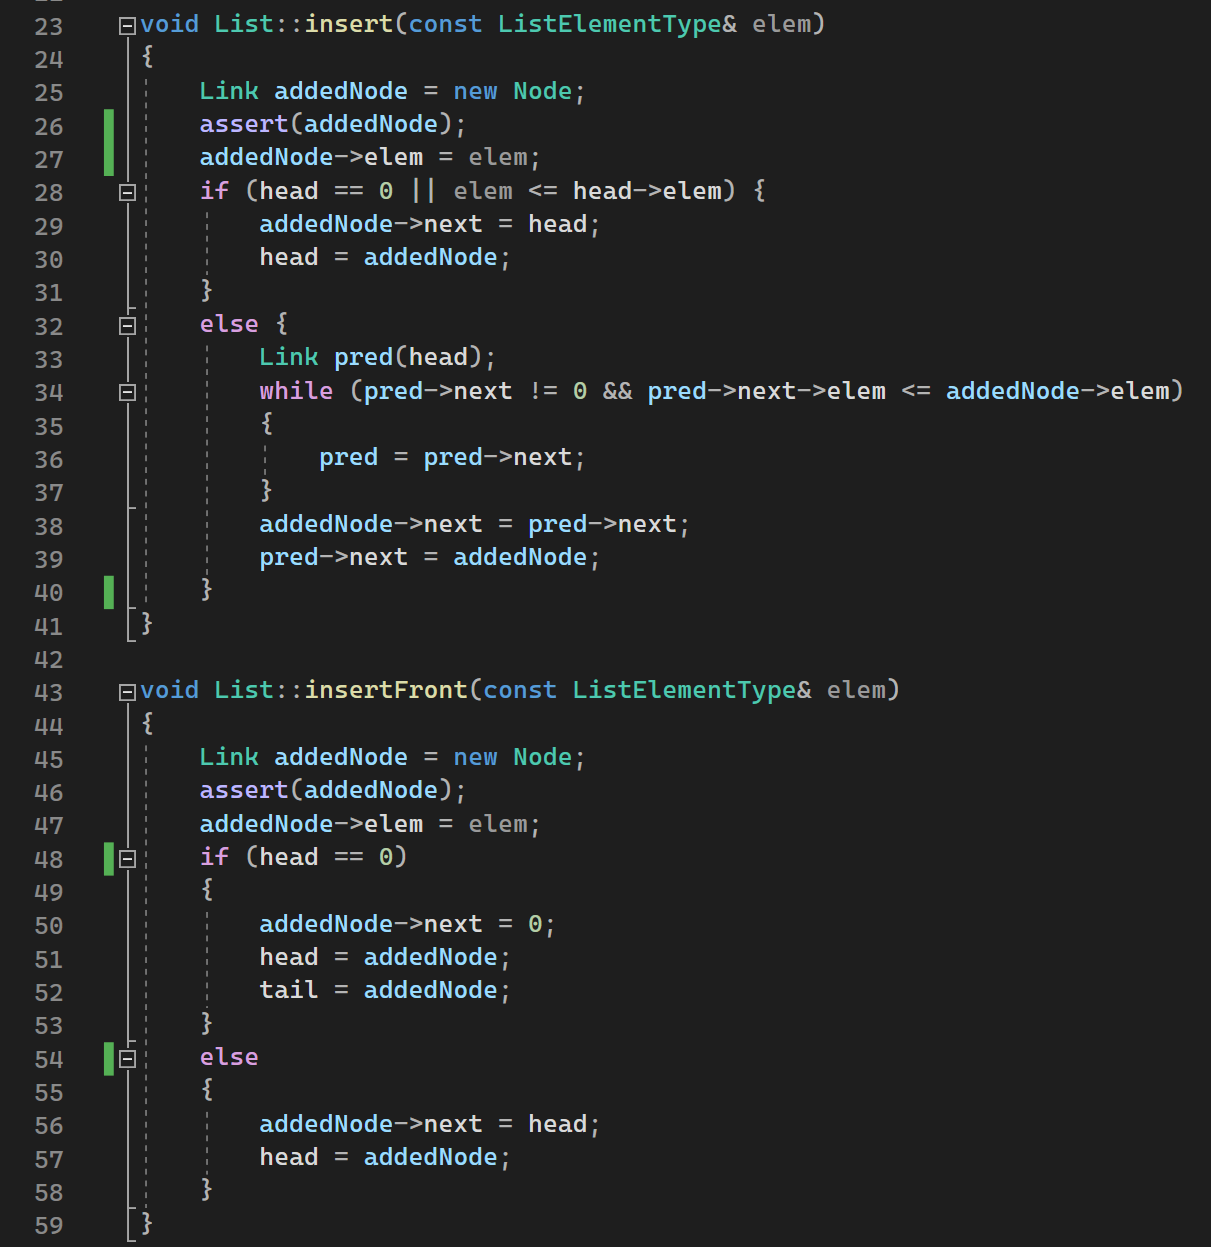 23 void List::insert(const ListElementType& elem)
24 {
25     Link addedNode = new Node;
26     assert(addedNode);
27     addedNode->elem = elem;
28     if (head == 0 || elem <= head->elem) {
29         addedNode->next = head;
30         head = addedNode;
31     }
32     else {
33         Link pred(head);
34         while (pred->next != 0 && pred->next->elem <= addedNode->elem)
35         {
36             pred = pred->next;
37         }
38         addedNode->next = pred->next;
39         pred->next = addedNode;
40     }
41 }
42
43 void List::insertFront(const ListElementType& elem)
44 {
45     Link addedNode = new Node;
46     assert(addedNode);
47     addedNode->elem = elem;
48     if (head == 0)
49     {
50         addedNode->next = 0;
51         head = addedNode;
52         tail = addedNode;
53     }
54     else
55     {
56         addedNode->next = head;
57         head = addedNode;
58     }
59 }